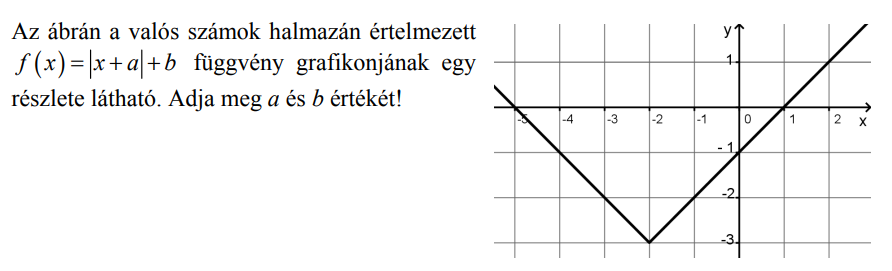 Az ábrán a valós számok halmazán értelmezett
f(x)=|x+a|+b függvény grafikonjának egy
részlete látható. Adja meg a és b értékét!
y
1
-5 -4 -3 -2 -1 0 1 2 x
-1
-2
-3